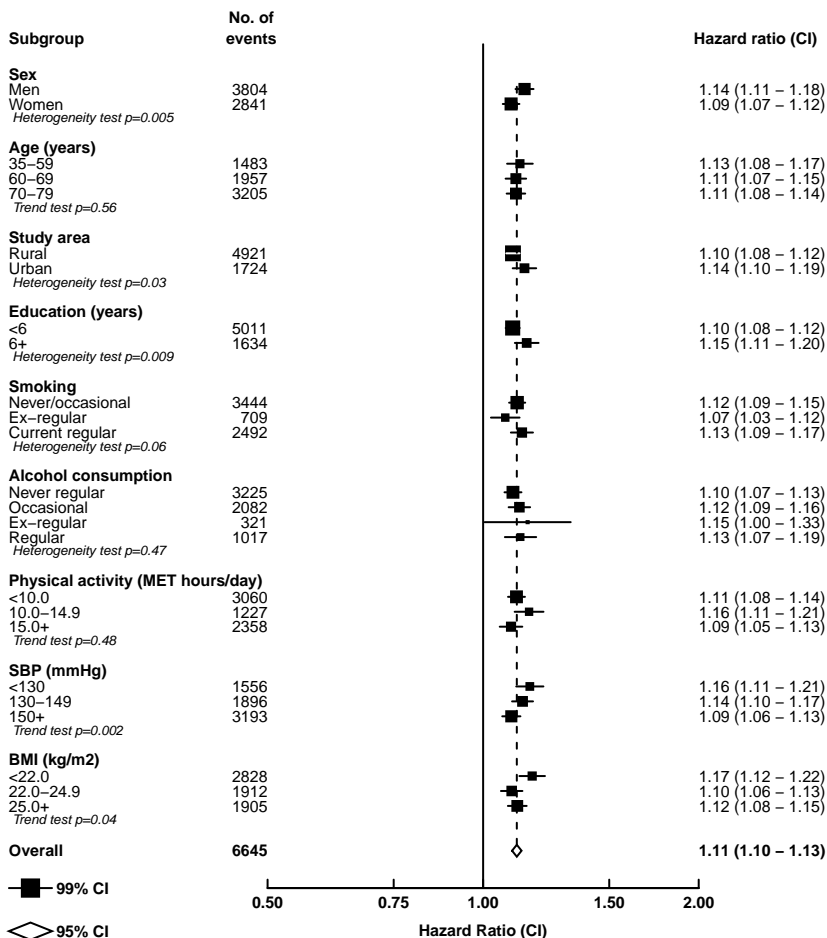 No. of
Subgroup events Hazard ratio (CI)
Sex
Men 3804 1.14 (1.11 − 1.18)
Women 2841 1.09 (1.07 − 1.12)
Heterogeneity test p=0.005
Age (years)
35−59 1483 1.13 (1.08 − 1.17)
60−69 1957 1.11 (1.07 − 1.15)
70−79 3205 1.11 (1.08 − 1.14)
Trend test p=0.56
Study area
Rural 4921 1.10 (1.08 − 1.12)
Urban 1724 1.14 (1.10 − 1.19)
Heterogeneity test p=0.03
Education (years)
<6 5011 1.10 (1.08 − 1.12)
6+ 1634 1.15 (1.11 − 1.20)
Heterogeneity test p=0.009
Smoking
Never/occasional 3444 1.12 (1.09 − 1.15)
Ex−regular 709 1.07 (1.03 − 1.12)
Current regular 2492 1.13 (1.09 − 1.17)
Heterogeneity test p=0.06
Alcohol consumption
Never regular 3225 1.10 (1.07 − 1.13)
Occasional 2082 1.12 (1.09 − 1.16)
Ex−regular 321 1.15 (1.00 − 1.33)
Regular 1017 1.13 (1.07 − 1.19)
Heterogeneity test p=0.47
Physical activity (MET hours/day)
<10.0 3060 1.11 (1.08 − 1.14)
10.0−14.9 1227 1.16 (1.11 − 1.21)
15.0+ 2358 1.09 (1.05 − 1.13)
Trend test p=0.48
SBP (mmHg)
<130 1556 1.16 (1.11 − 1.21)
130−149 1896 1.14 (1.10 − 1.17)
150+ 3193 1.09 (1.06 − 1.13)
Trend test p=0.002
BMI (kg/m2)
<22.0 2828 1.17 (1.12 − 1.22)
22.0−24.9 1912 1.10 (1.06 − 1.13)
25.0+ 1905 1.12 (1.08 − 1.15)
Trend test p=0.04
Overall 6645 1.11 (1.10 − 1.13)
99% CI
0.50 0.75 1.00 1.50 2.00
95% CI
Hazard Ratio (CI)